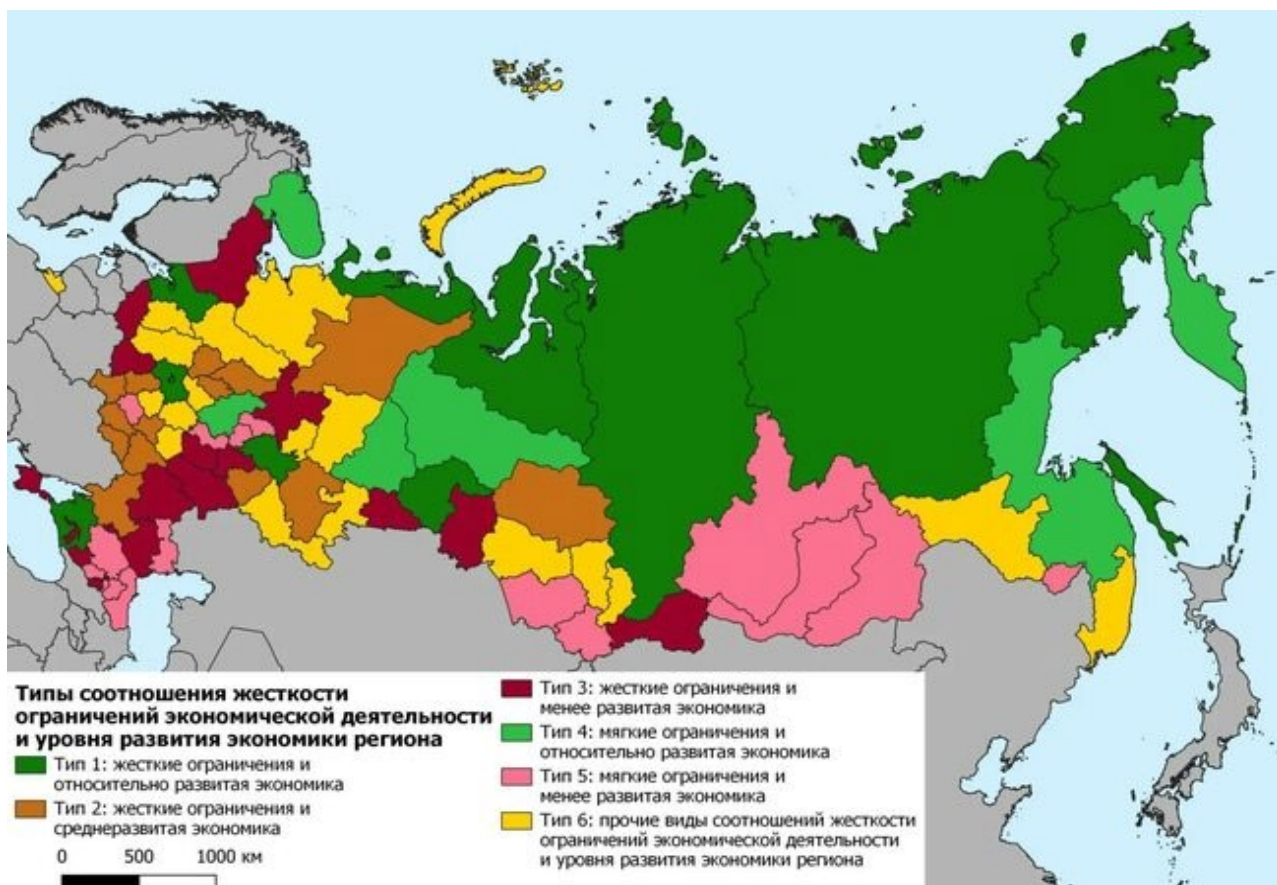 Типы соотношения жесткости
ограничений экономической деятельности
и уровня развития экономики региона
Тип 1: жесткие ограничения и
относительно развитая экономика
Тип 2: жесткие ограничения и
среднеразвитая экономика
0 500 1000 км
Тип 3: жесткие ограничения и
менее развитая экономика
Тип 4: мягкие ограничения и
относительно развитая экономика
Тип 5: мягкие ограничения и
менее развитая экономика
Тип 6: прочие виды соотношений жесткости
ограничений экономической деятельности
и уровня развития экономики региона